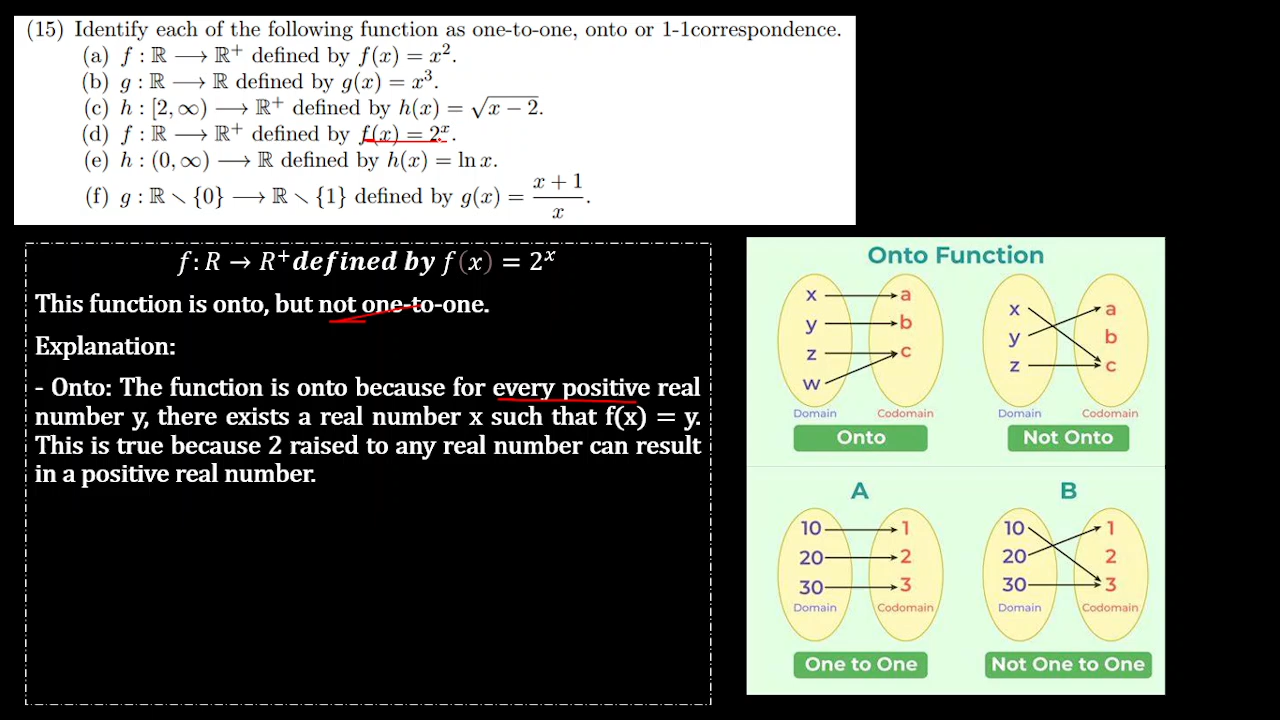 (15) Identify each of the following function as one-to-one, onto or 1-1correspondence.
(a) f : ℝ ⟶ ℝ⁺ defined by f(x) = x².
(b) g : ℝ ⟶ ℝ defined by g(x) = x³.
(c) h : [2, ∞) ⟶ ℝ⁺ defined by h(x) = √(x − 2).
(d) f : ℝ ⟶ ℝ⁺ defined by f(x) = 2ˣ.
(e) h : (0, ∞) ⟶ ℝ defined by h(x) = ln x.
(f) g : ℝ ∖ {0} ⟶ ℝ ∖ {1} defined by g(x) = (x + 1)/x.
f: R → R⁺defined by f(x) = 2ˣ
This function is onto, but not one-to-one.
Explanation:
- Onto: The function is onto because for every positive real
number y, there exists a real number x such that f(x) = y.
This is true because 2 raised to any real number can result
in a positive real number.
Onto Function
x a
y b
z c
w
Domain Codomain
Onto
x a
y b
z c
Domain Codomain
Not Onto
A
10 1
20 2
30 3
Domain Codomain
One to One
B
10 1
20 2
30 3
Domain Codomain
Not One to One